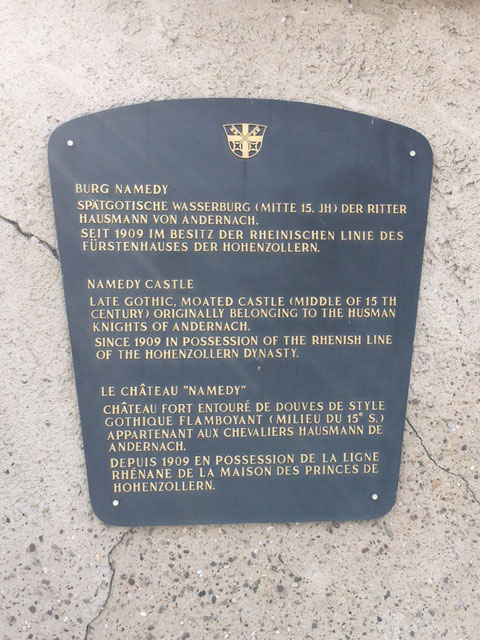 BURG NAMEDY
SPÄTGOTISCHE WASSERBURG (MITTE 15. JH) DER RITTER
HAUSMANN VON ANDERNACH.
SEIT 1909 IM BESITZ DER RHEINISCHEN LINIE DES
FÜRSTENHAUSES DER HOHENZOLLERN.
NAMEDY CASTLE
LATE GOTHIC, MOATED CASTLE (MIDDLE OF 15 TH
CENTURY) ORIGINALLY BELONGING TO THE HUSMAN
KNIGHTS OF ANDERNACH.
SINCE 1909 IN POSSESSION OF THE RHENISH LINE
OF THE HOHENZOLLERN DYNASTY.
LE CHÂTEAU "NAMEDY"
CHÂTEAU FORT ENTOURÉ DE DOUVES DE STYLE
GOTHIQUE FLAMBOYANT (MILIEU DU 15e S.)
APPARTENANT AUX CHEVALIERS HAUSMANN DE
ANDERNACH.
DEPUIS 1909 EN POSSESSION DE LA LIGNE
RHÉNANE DE LA MAISON DES PRINCES DE
HOHENZOLLERN.